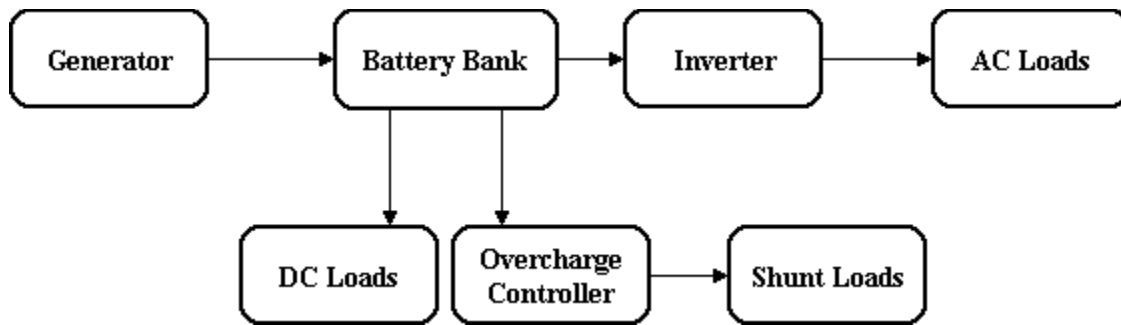 Generator
Battery Bank
Inverter
AC Loads
DC Loads
Overcharge
Controller
Shunt Loads